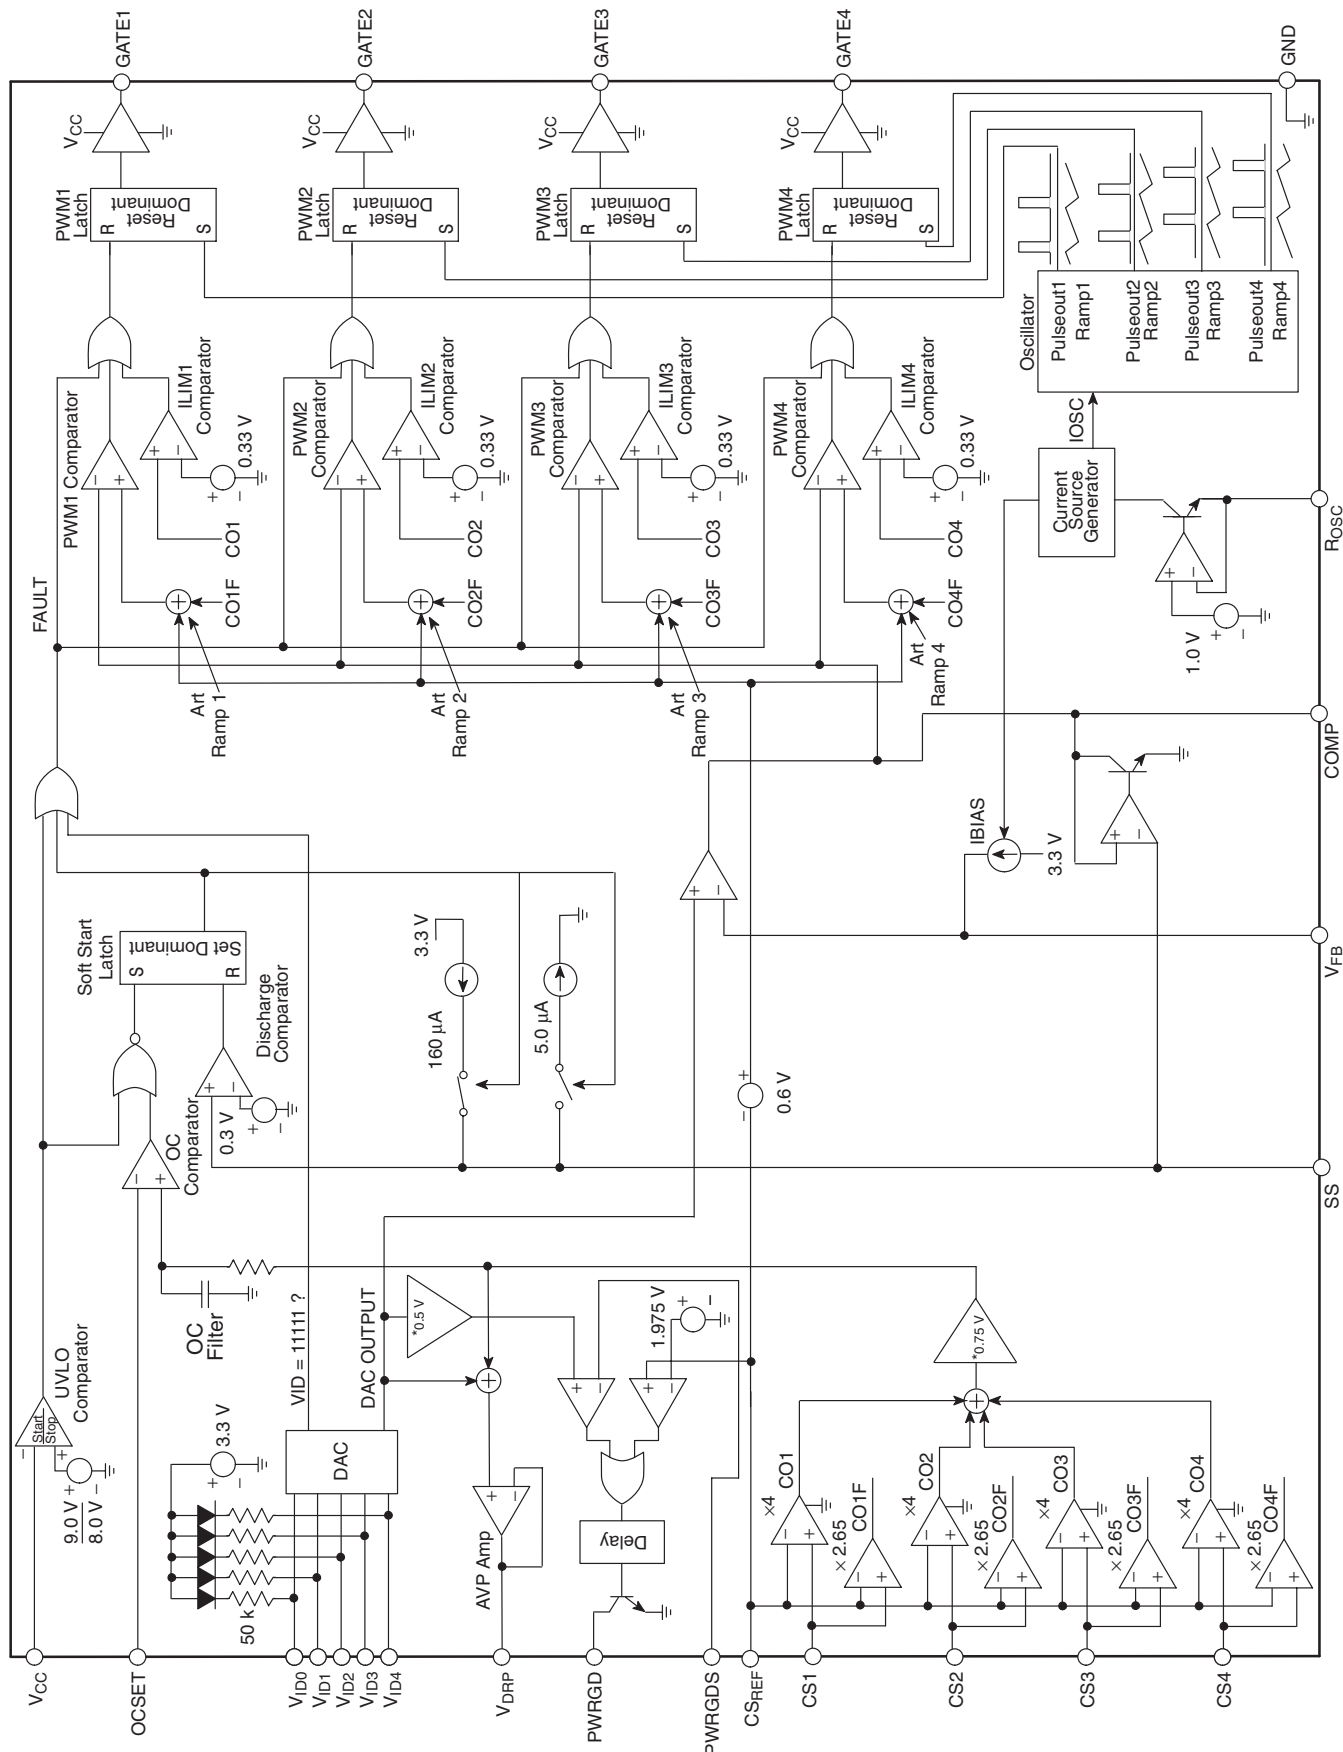 VCC
OCSET
VID0
VID1
VID2
VID3
VID4
VDRP
PWRGD
PWRGDS
CSREF
CS1
CS2
CS3
CS4
9.0 V
8.0 V
−
+
Start
Stop
UVLO
Comparator
+
−
3.3 V
50 k
DAC
VID = 11111 ?
DAC OUTPUT
OC
Filter
*0.5 V
AVP Amp
+
−
+
Delay
+
−
+
−
1.975 V
+
−
*0.75 V
+
×4
CO1
× 2.65
CO1F
×4
CO2
× 2.65
CO2F
×4
CO3
× 2.65
CO3F
×4
CO4
× 2.65
CO4F
−
+
OC
Comparator
0.3 V
+
−
Discharge
Comparator
Soft Start
Latch
S
R
Set Dominant
160 µA
3.3 V
5.0 µA
−
+
0.6 V
+
−
IBIAS
3.3 V
+
−
SS
VFB
COMP
ROSC
GND
FAULT
Art
Ramp 1
+
CO1F
CO1
PWM1 Comparator
−
+
ILIM1
Comparator
+
−
0.33 V
PWM1
Latch
R
S
Reset
Dominant
VCC
GATE1
Art
Ramp 2
+
CO2F
CO2
PWM2
Comparator
−
+
ILIM2
Comparator
+
−
0.33 V
PWM2
Latch
R
S
Reset
Dominant
VCC
GATE2
Art
Ramp 3
+
CO3F
CO3
PWM3
Comparator
−
+
ILIM3
Comparator
+
−
0.33 V
PWM3
Latch
R
S
Reset
Dominant
VCC
GATE3
Art
Ramp 4
+
CO4F
CO4
PWM4
Comparator
−
+
ILIM4
Comparator
+
−
0.33 V
PWM4
Latch
R
S
Reset
Dominant
VCC
GATE4
1.0 V
+
−
Current
Source
Generator
IOSC
Oscillator
Pulseout1
Ramp1
Pulseout2
Ramp2
Pulseout3
Ramp3
Pulseout4
Ramp4